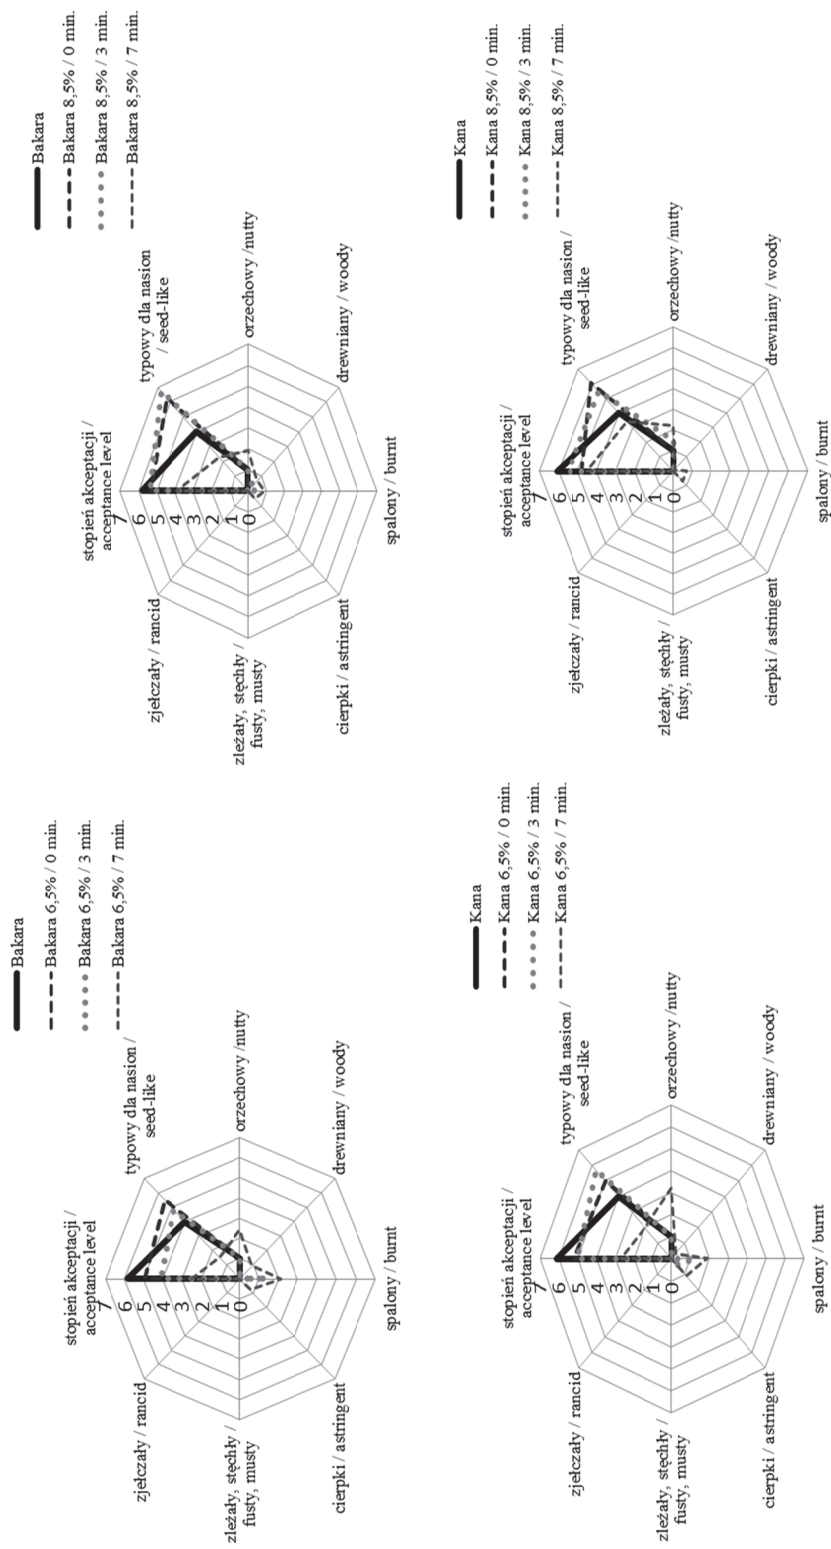 Bakara
Bakara 6,5% / 0 min.
Bakara 6,5% / 3 min.
Bakara 6,5% / 7 min.
stopień akceptacji /
acceptance level
typowy dla nasion /
seed-like
orzechowy /nutty
drewniany / woody
spalony / burnt
cierpki / astringent
zleżały, stęchły /
fusty, musty
zjełczały / rancid
7
6
5
4
3
2
1
0
Bakara
Bakara 8,5% / 0 min.
Bakara 8,5% / 3 min.
Bakara 8,5% / 7 min.
stopień akceptacji /
acceptance level
typowy dla nasion
/ seed-like
orzechowy /nutty
drewniany / woody
spalony / burnt
cierpki / astringent
zleżały, stęchły /
fusty, musty
zjełczały / rancid
7
6
5
4
3
2
1
0
Kana
Kana 6,5% / 0 min.
Kana 6,5% / 3 min.
Kana 6,5% / 7 min.
stopień akceptacji /
acceptance level
typowy dla nasion /
seed-like
orzechowy /nutty
drewniany / woody
spalony / burnt
cierpki / astringent
zleżały, stęchły /
fusty, musty
zjełczały / rancid
7
6
5
4
3
2
1
0
Kana
Kana 8,5% / 0 min.
Kana 8,5% / 3 min.
Kana 8,5% / 7 min.
stopień akceptacji /
acceptance level
typowy dla nasion /
seed-like
orzechowy /nutty
drewniany / woody
spalony / burnt
cierpki / astringent
zleżały, stęchły /
fusty, musty
zjełczały / rancid
7
6
5
4
3
2
1
0